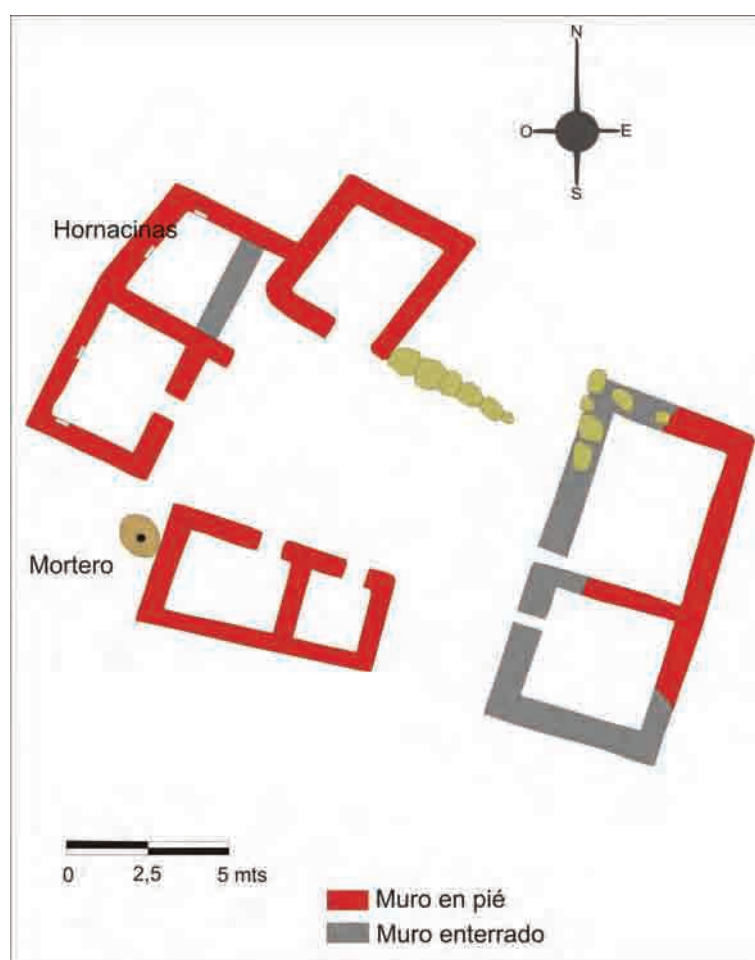 N
O E
S
Hornacinas
Mortero
0 2,5 5 mts
Muro en pié
Muro enterrado